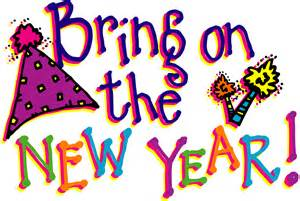 Bring on
the
NEW YEAR!